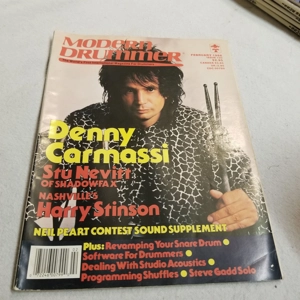 MODERN
DRUMMER
Denny
Carmassi
Stu Nevitt
OF SHADOWFAX
NASHVILLE'S
Harry Stinson
NEIL PEART CONTEST SOUND SUPPLEMENT
Plus: Revamping Your Snare Drum •
Software For Drummers •
Dealing With Studio Acoustics •
Programming Shuffles • Steve Gadd Solo